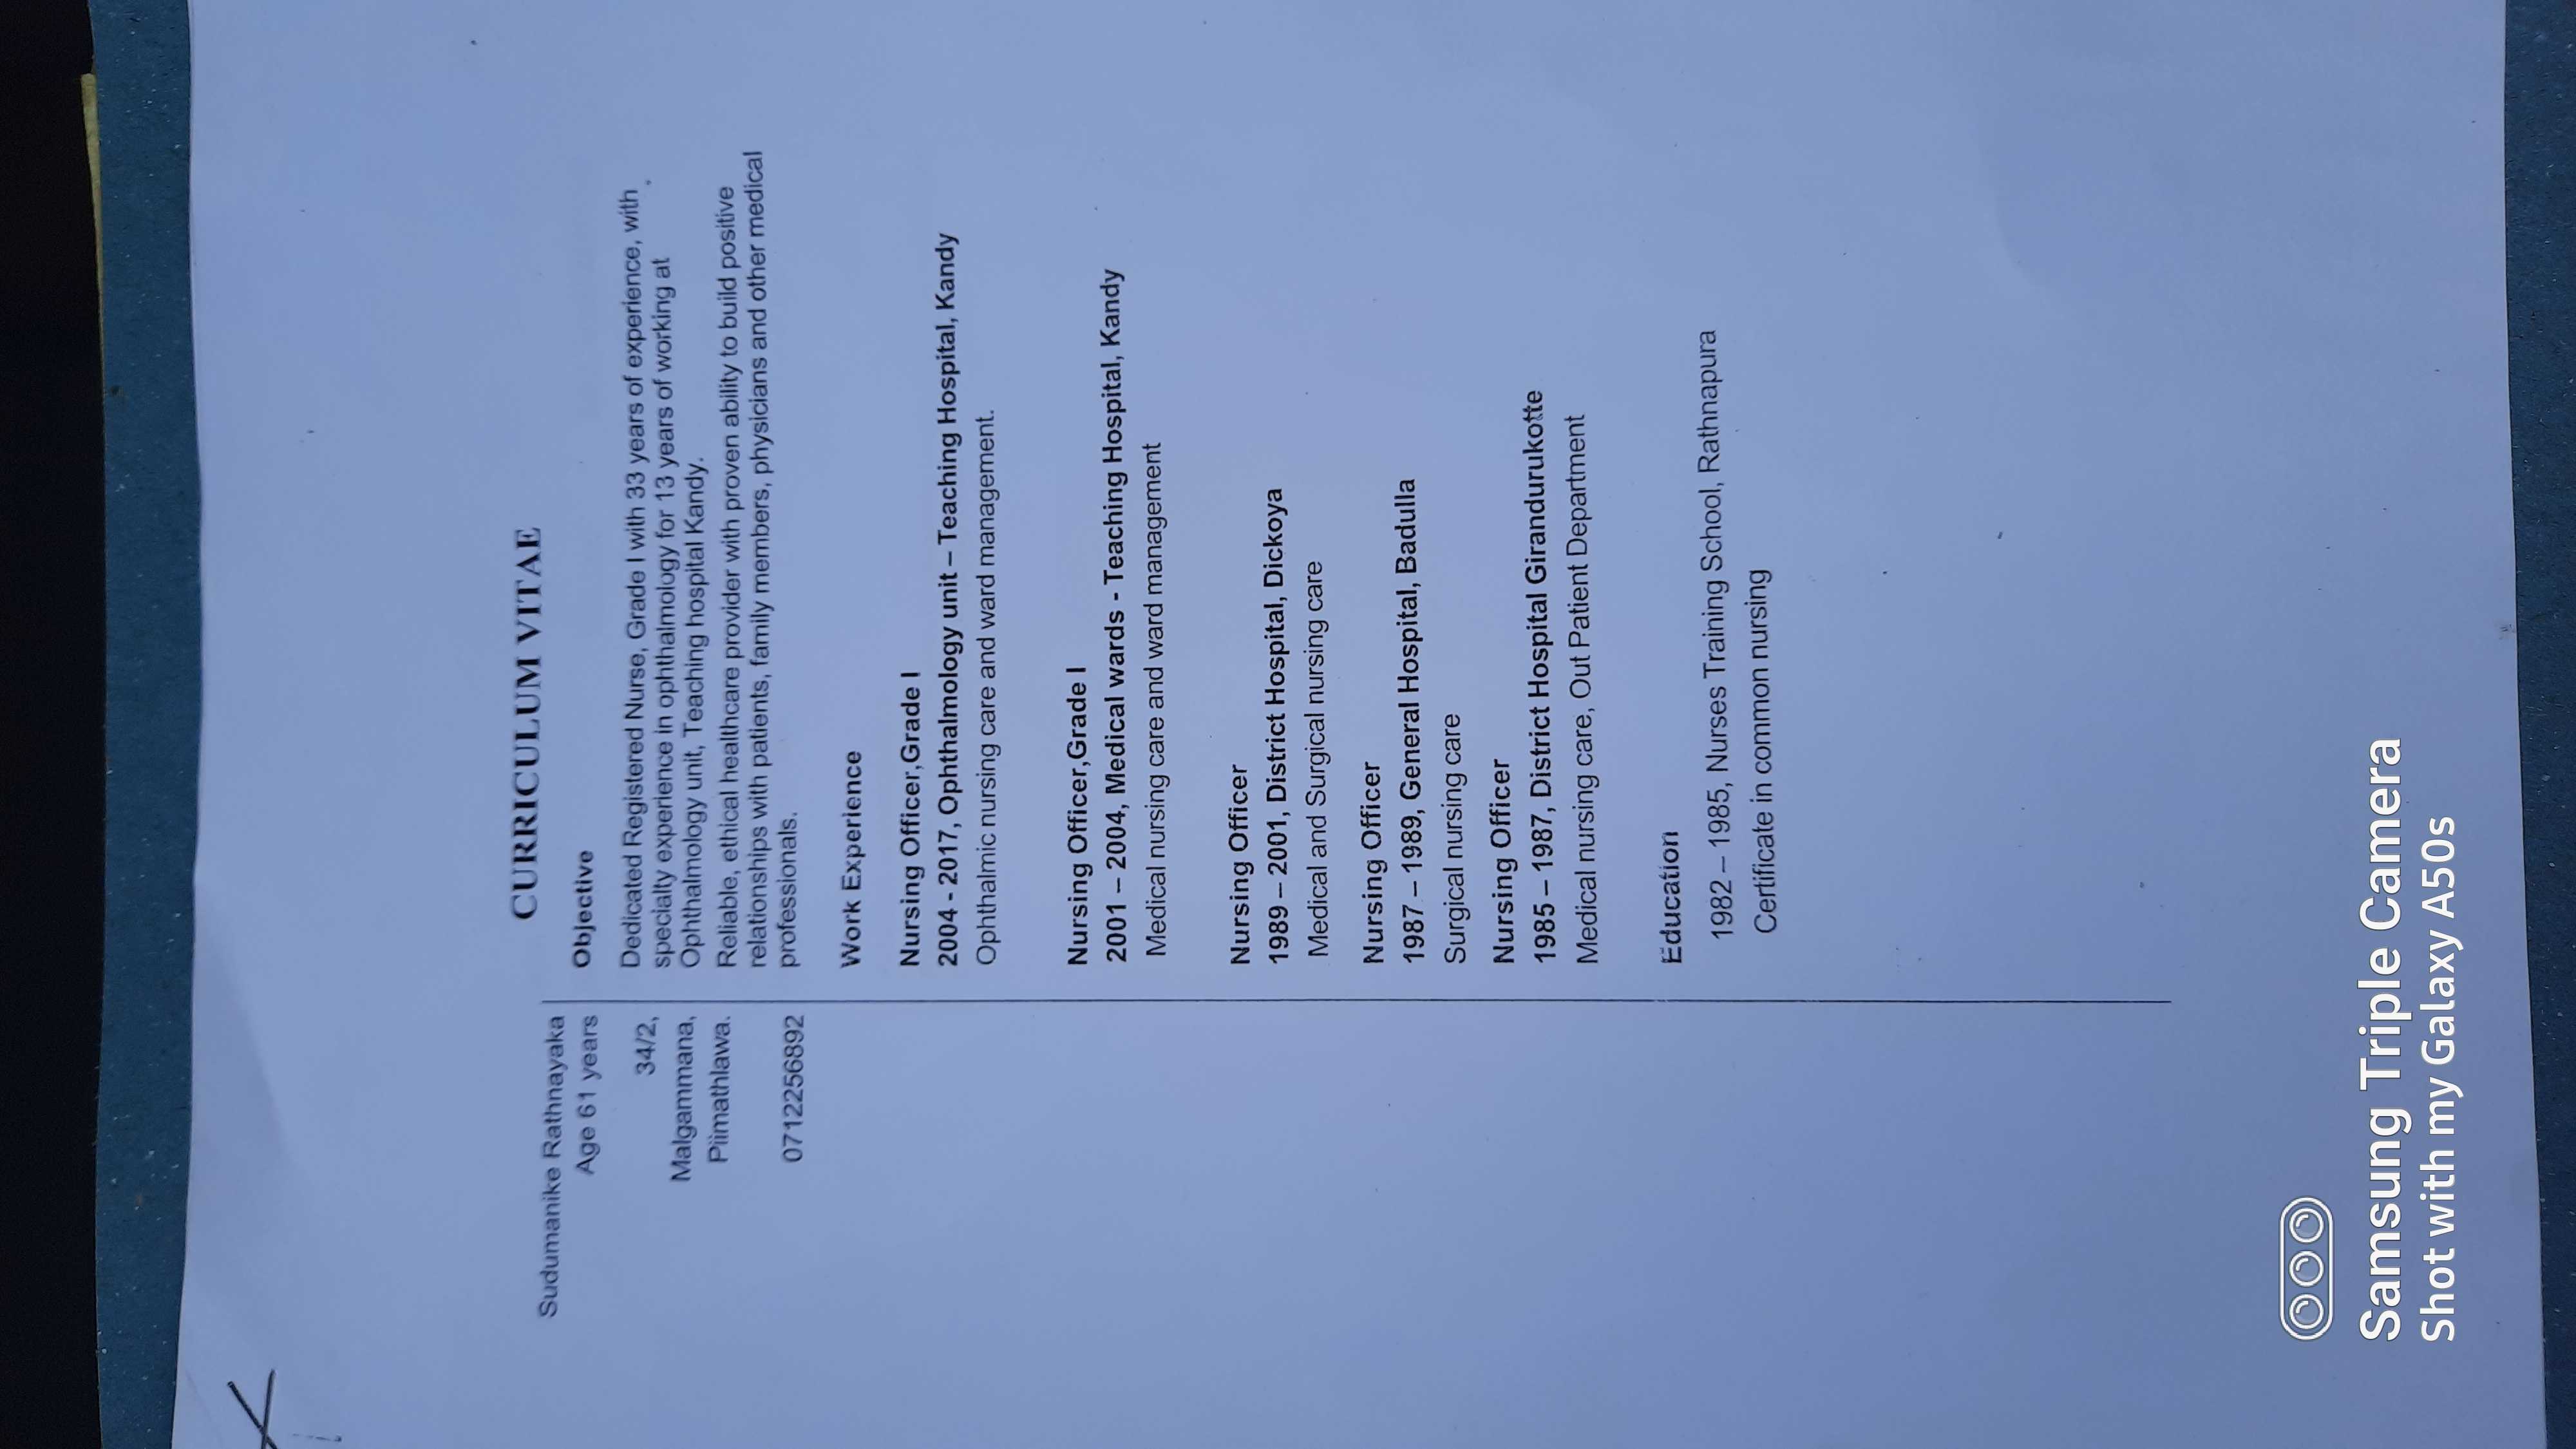 CURRICULUM VITAE
Sudumanike Rathnayaka
Age 61 years
34/2,
Malgammana,
Piimathlawa.
0712256892
Objective
Dedicated Registered Nurse, Grade I with 33 years of experience, with
specialty experience in ophthalmology for 13 years of working at
Ophthalmology unit, Teaching hospital Kandy.
Reliable, ethical healthcare provider with proven ability to build positive
relationships with patients, family members, physicians and other medical
professionals.
Work Experience
Nursing Officer,Grade I
2004 - 2017, Ophthalmology unit – Teaching Hospital, Kandy
Ophthalmic nursing care and ward management.
Nursing Officer,Grade I
2001 – 2004, Medical wards - Teaching Hospital, Kandy
Medical nursing care and ward management
Nursing Officer
1989 – 2001, District Hospital, Dickoya
Medical and Surgical nursing care
Nursing Officer
1987 – 1989, General Hospital, Badulla
Surgical nursing care
Nursing Officer
1985 – 1987, District Hospital Girandurukotte
Medical nursing care, Out Patient Department
Education
1982 – 1985, Nurses Training School, Rathnapura
Certificate in common nursing
Samsung Triple Camera
Shot with my Galaxy A50s